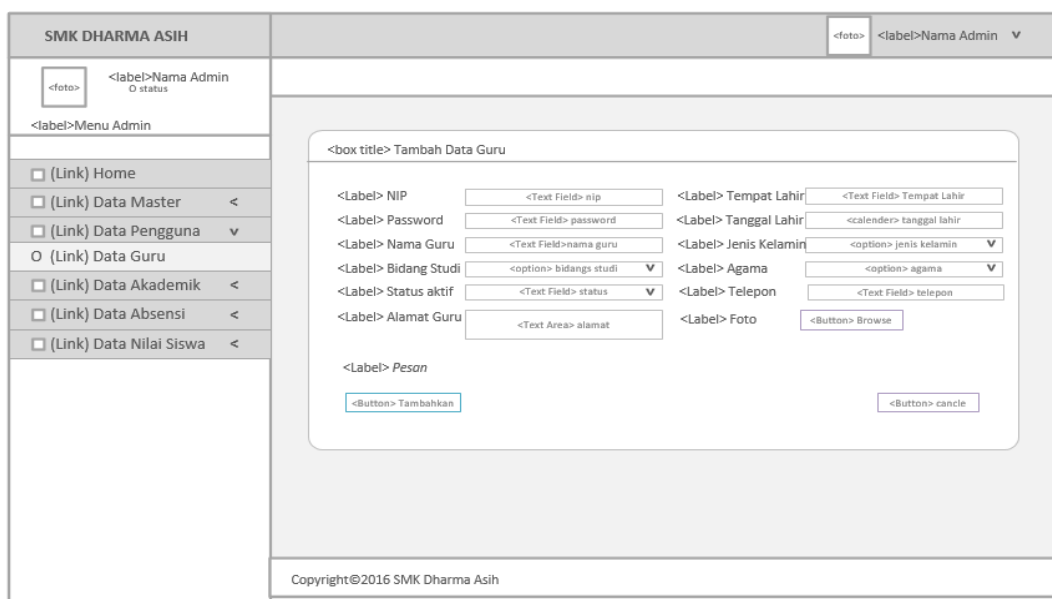 SMK DHARMA ASIH
<foto> <label>Nama Admin v
<foto> <label>Nama Admin
O status
<label>Menu Admin
(Link) Home
(Link) Data Master <
(Link) Data Pengguna v
O (Link) Data Guru
(Link) Data Akademik <
(Link) Data Absensi <
(Link) Data Nilai Siswa <
<box title> Tambah Data Guru
<Label> NIP <Text Field> nip <Label> Tempat Lahir <Text Field> Tempat Lahir
<Label> Password <Text Field> password <Label> Tanggal Lahir <calender> tanggal lahir
<Label> Nama Guru <Text Field>nama guru <Label> Jenis Kelamin <option> jenis kelamin v
<Label> Bidang Studi <option> bidangs studi v <Label> Agama <option> agama v
<Label> Status aktif <Text Field> status v <Label> Telepon <Text Field> telepon
<Label> Alamat Guru <Text Area> alamat <Label> Foto <Button> Browse
<Label> Pesan
<Button> Tambahkan <Button> cancle
Copyright©2016 SMK Dharma Asih